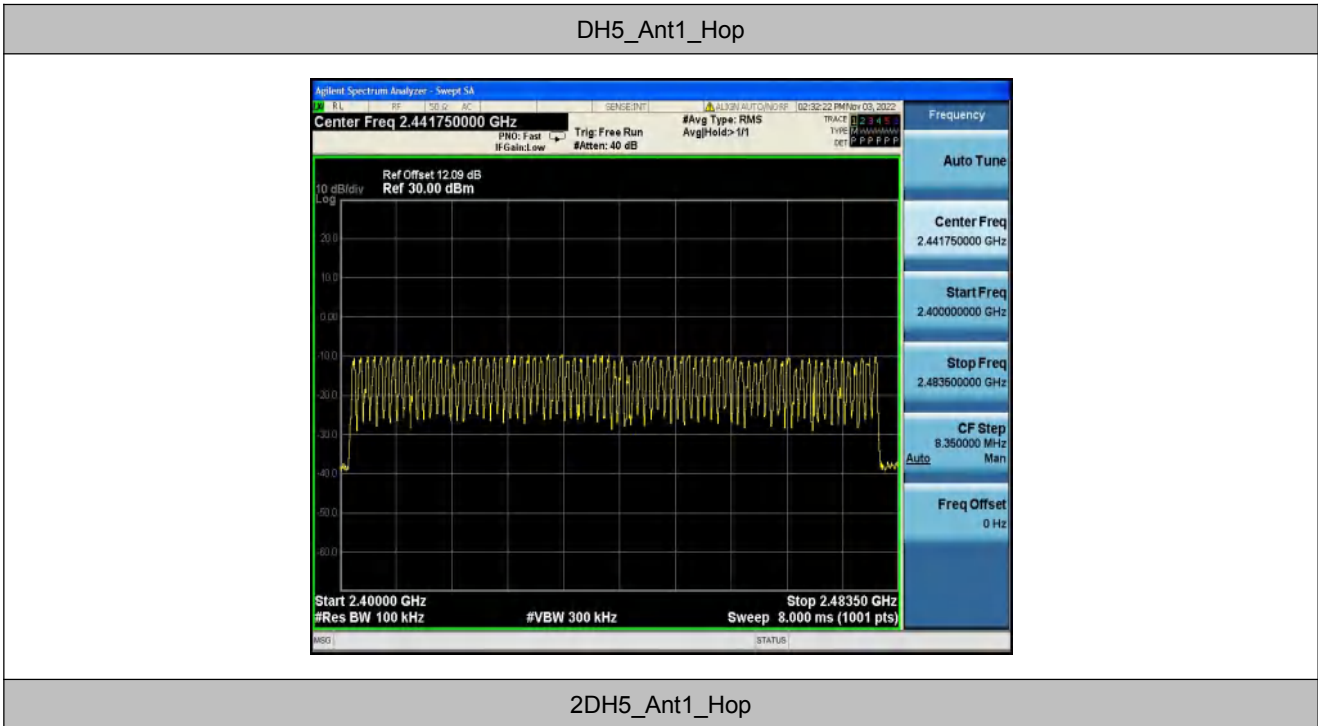 DH5_Ant1_Hop
Agilent Spectrum Analyzer - Swept SA
RL RF 50 Ω AC SENSE:INT ALIGN AUTO/NO RF 02:32:22 PM Nov 03, 2022
Center Freq 2.441750000 GHz
PNO: Fast
IFGain:Low
Trig: Free Run
#Atten: 40 dB
#Avg Type: RMS
Avg|Hold:>1/1
TRACE 1 2 3 4 5 6
TYPE M
DET P P P P P P
Ref Offset 12.09 dB
10 dB/div Ref 30.00 dBm
Log
20.0
10.0
0.00
-10.0
-20.0
-30.0
-40.0
-50.0
-60.0
Start 2.40000 GHz Stop 2.48350 GHz
#Res BW 100 kHz #VBW 300 kHz Sweep 8.000 ms (1001 pts)
MSG STATUS
Frequency
Auto Tune
Center Freq
2.441750000 GHz
Start Freq
2.400000000 GHz
Stop Freq
2.483500000 GHz
CF Step
8.350000 MHz
Auto Man
Freq Offset
0 Hz
2DH5_Ant1_Hop